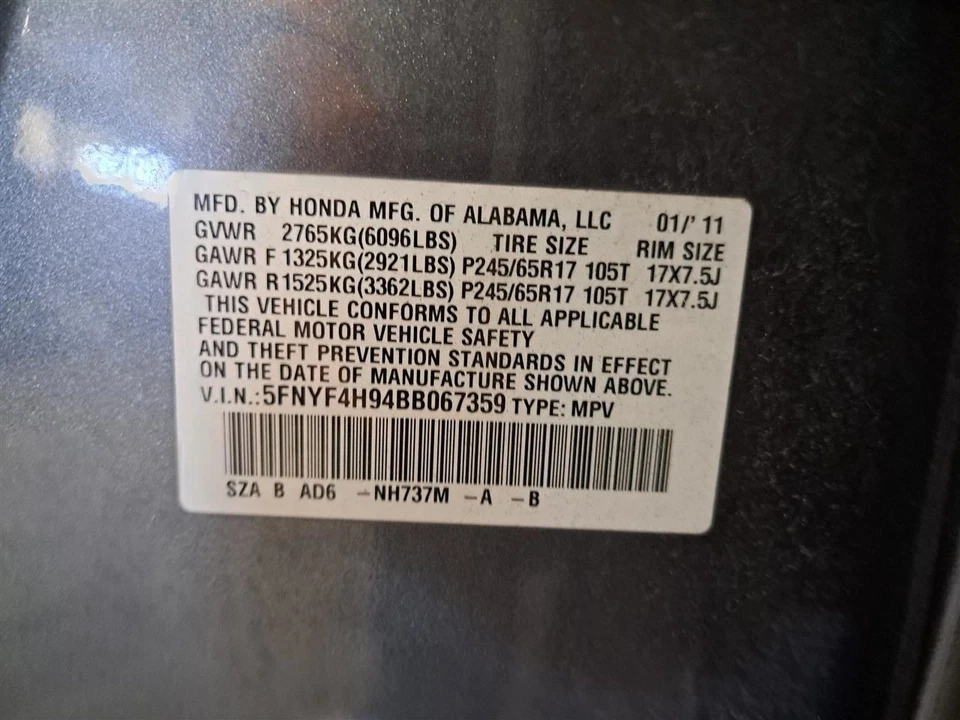 MFD. BY HONDA MFG. OF ALABAMA, LLC 01/'11
GVWR 2765KG(6096LBS) TIRE SIZE RIM SIZE
GAWR F 1325KG(2921LBS) P245/65R17 105T 17X7.5J
GAWR R 1525KG(3362LBS) P245/65R17 105T 17X7.5J
THIS VEHICLE CONFORMS TO ALL APPLICABLE
FEDERAL MOTOR VEHICLE SAFETY
AND THEFT PREVENTION STANDARDS IN EFFECT
ON THE DATE OF MANUFACTURE SHOWN ABOVE.
V.I.N.:5FNYF4H94BB067359 TYPE: MPV
SZA B AD6 -NH737M -A -B